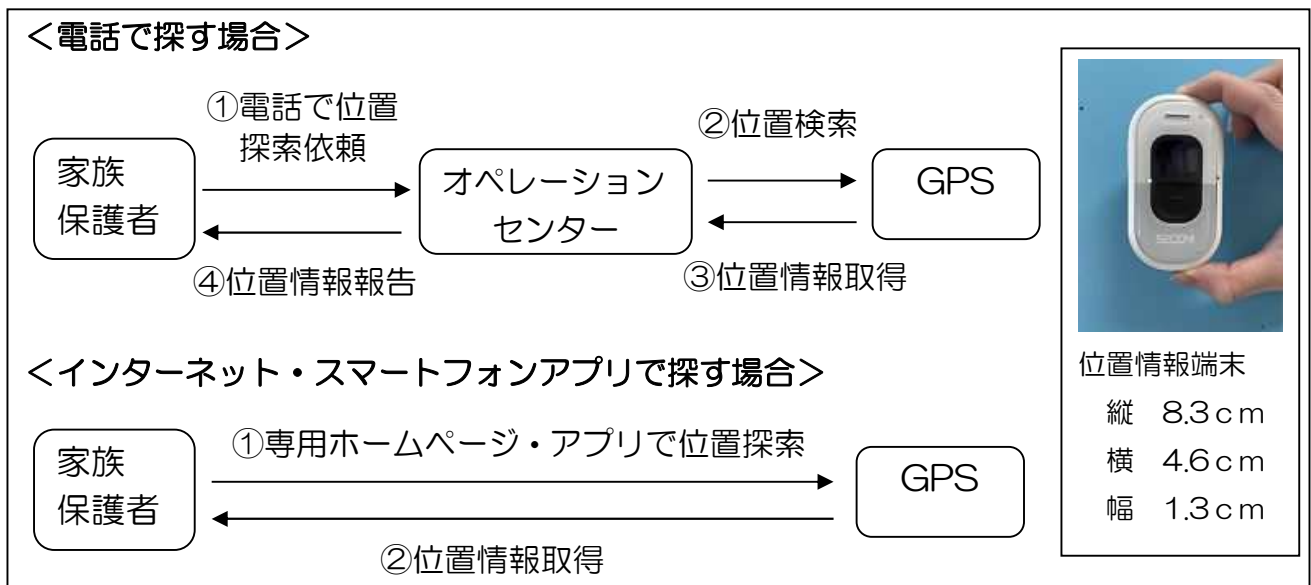 ＜電話で探す場合＞
①電話で位置
探索依頼
②位置検索
家族
保護者
オペレーション
センター
GPS
④位置情報報告
③位置情報取得
＜インターネット・スマートフォンアプリで探す場合＞
①専用ホームページ・アプリで位置探索
家族
保護者
GPS
②位置情報取得
SECOM
位置情報端末
縦 8.3ｃｍ
横 4.6ｃｍ
幅 1.3ｃｍ